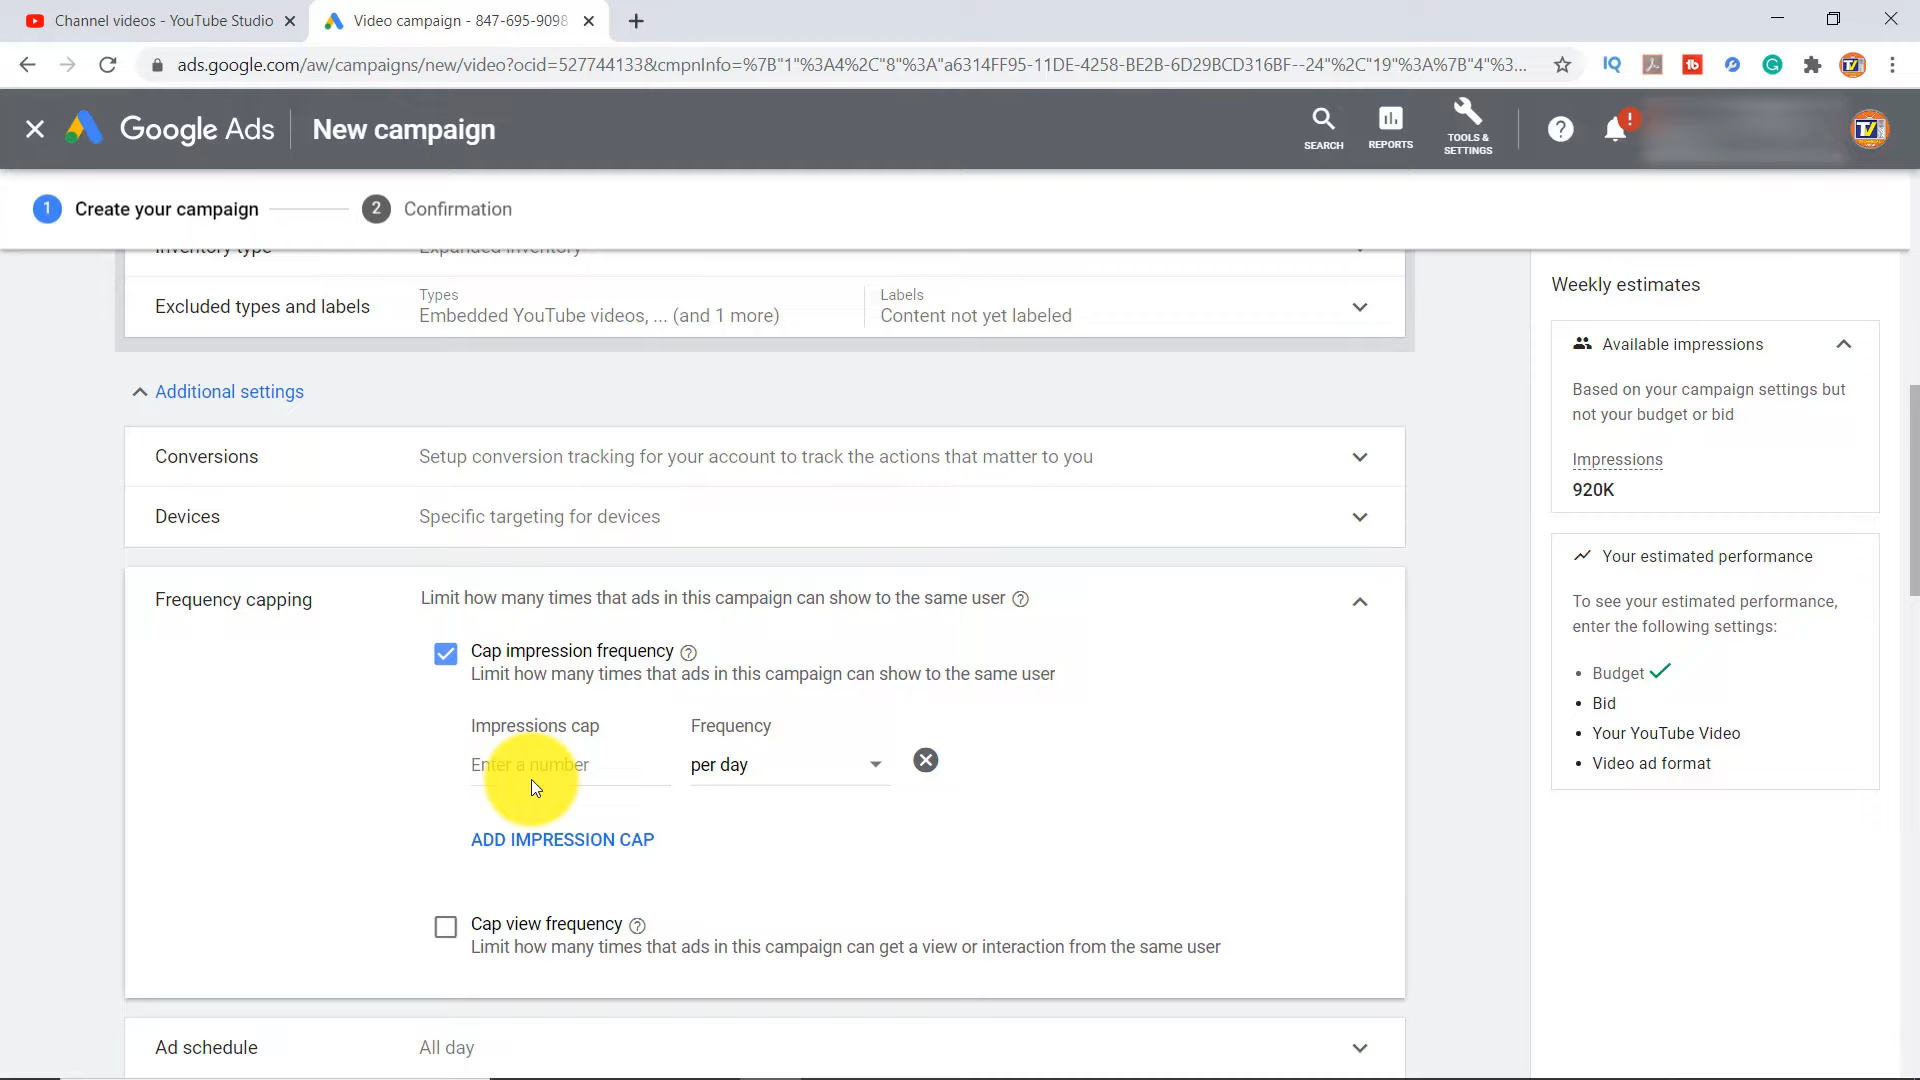 Channel videos - YouTube Studio
Video campaign - 847-695-9098
ads.google.com/aw/campaigns/new/video?ocid=527744133&cmpnInfo=%7B"1"%3A4%2C"8"%3A"a6314FF95-11DE-4258-BE2B-6D29BCD316BF--24"%2C"19"%3A%7B"4"%3...
Google Ads
New campaign
SEARCH
REPORTS
TOOLS &
SETTINGS
1 Create your campaign
2 Confirmation
Inventory type
Expanded inventory
Excluded types and labels
Types
Embedded YouTube videos, ... (and 1 more)
Labels
Content not yet labeled
Additional settings
Conversions
Setup conversion tracking for your account to track the actions that matter to you
Devices
Specific targeting for devices
Frequency capping
Limit how many times that ads in this campaign can show to the same user
Cap impression frequency
Limit how many times that ads in this campaign can show to the same user
Impressions cap
Frequency
Enter a number
per day
ADD IMPRESSION CAP
Cap view frequency
Limit how many times that ads in this campaign can get a view or interaction from the same user
Ad schedule
All day
Weekly estimates
Available impressions
Based on your campaign settings but
not your budget or bid
Impressions
920K
Your estimated performance
To see your estimated performance,
enter the following settings:
• Budget
• Bid
• Your YouTube Video
• Video ad format